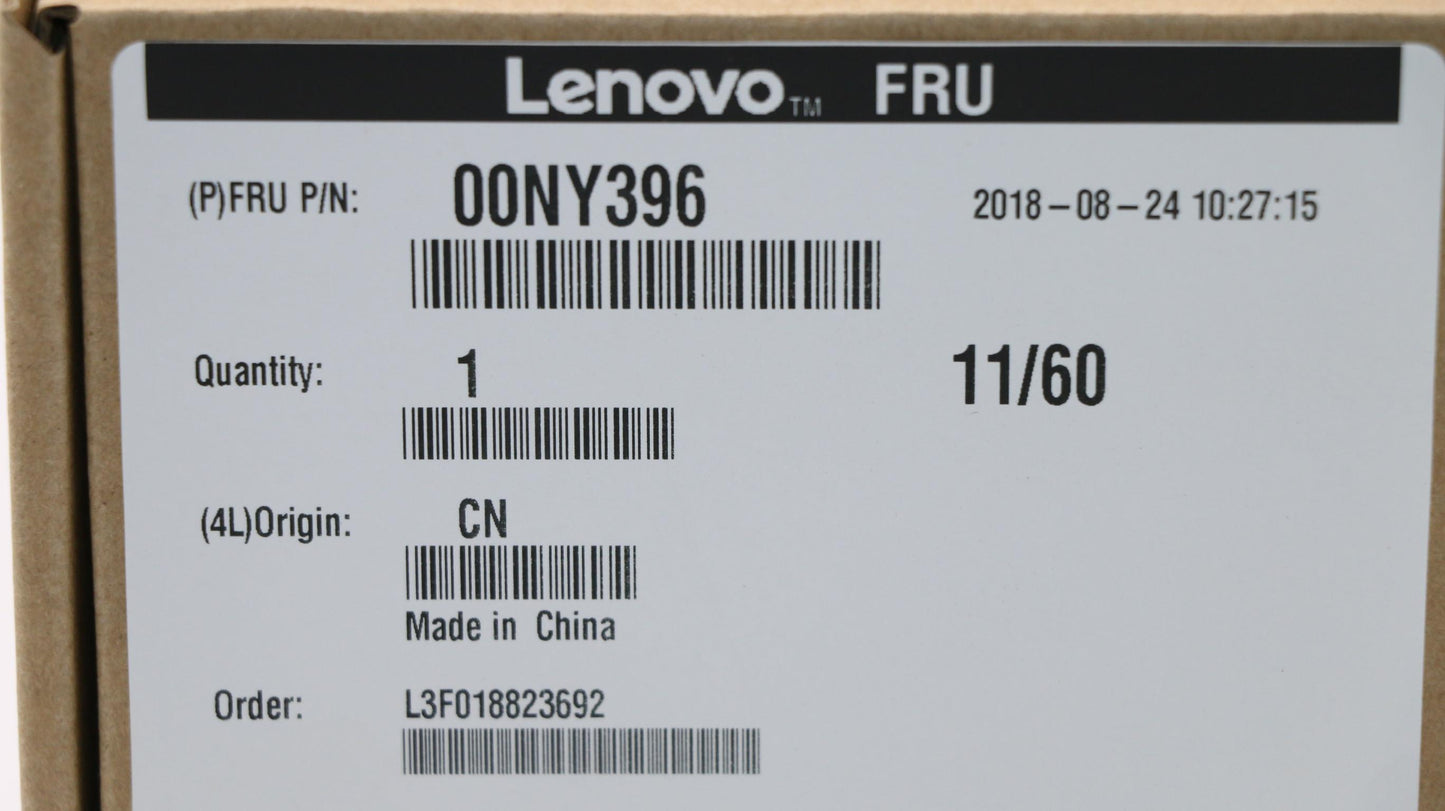 Lenovo™ FRU
(P)FRU P/N: 00NY396 2018-08-24 10:27:15
Quantity: 1 11/60
(4L)Origin: CN
Made in China
Order: L3F018823692